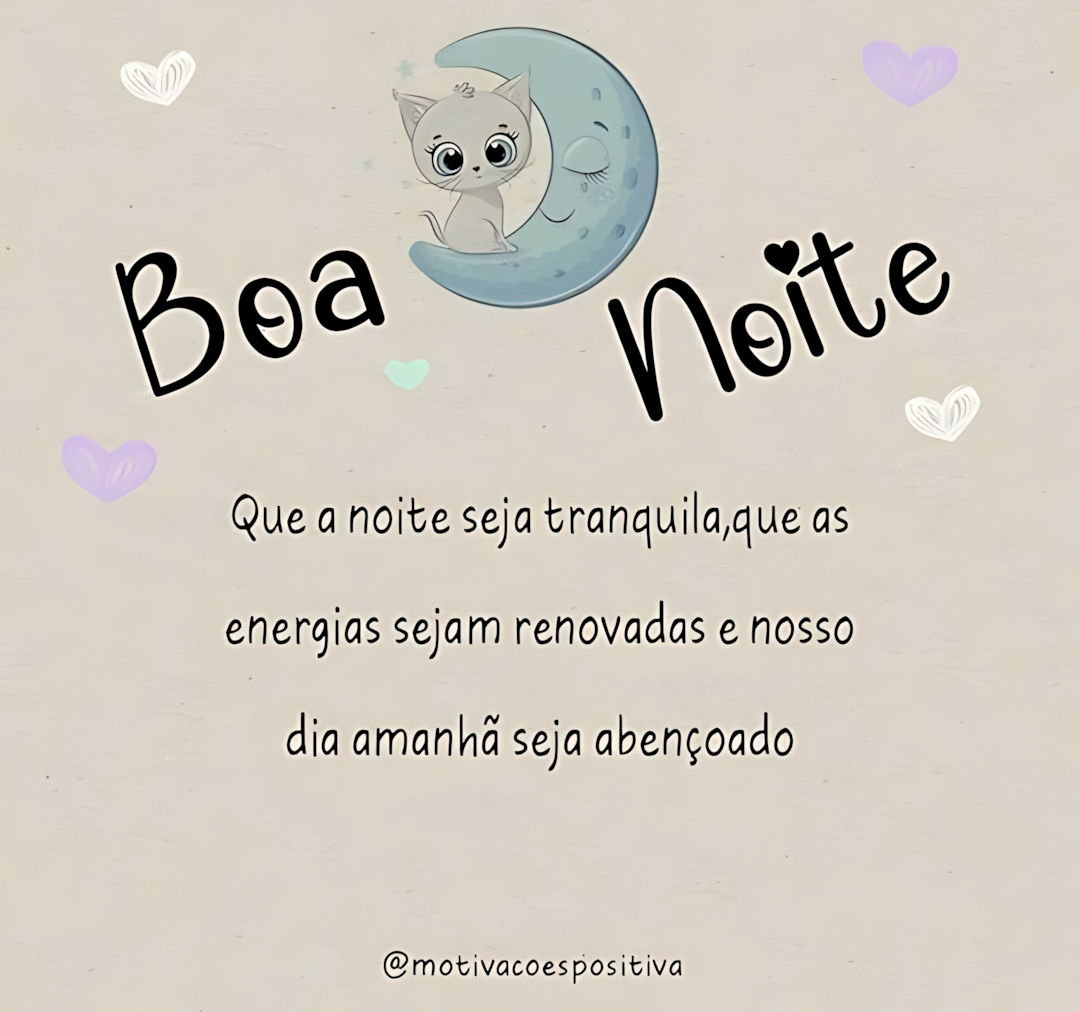 Boa Noite
Que a noite seja tranquila,que as
energias sejam renovadas e nosso
dia amanhã seja abençoado
@motivacoespositiva